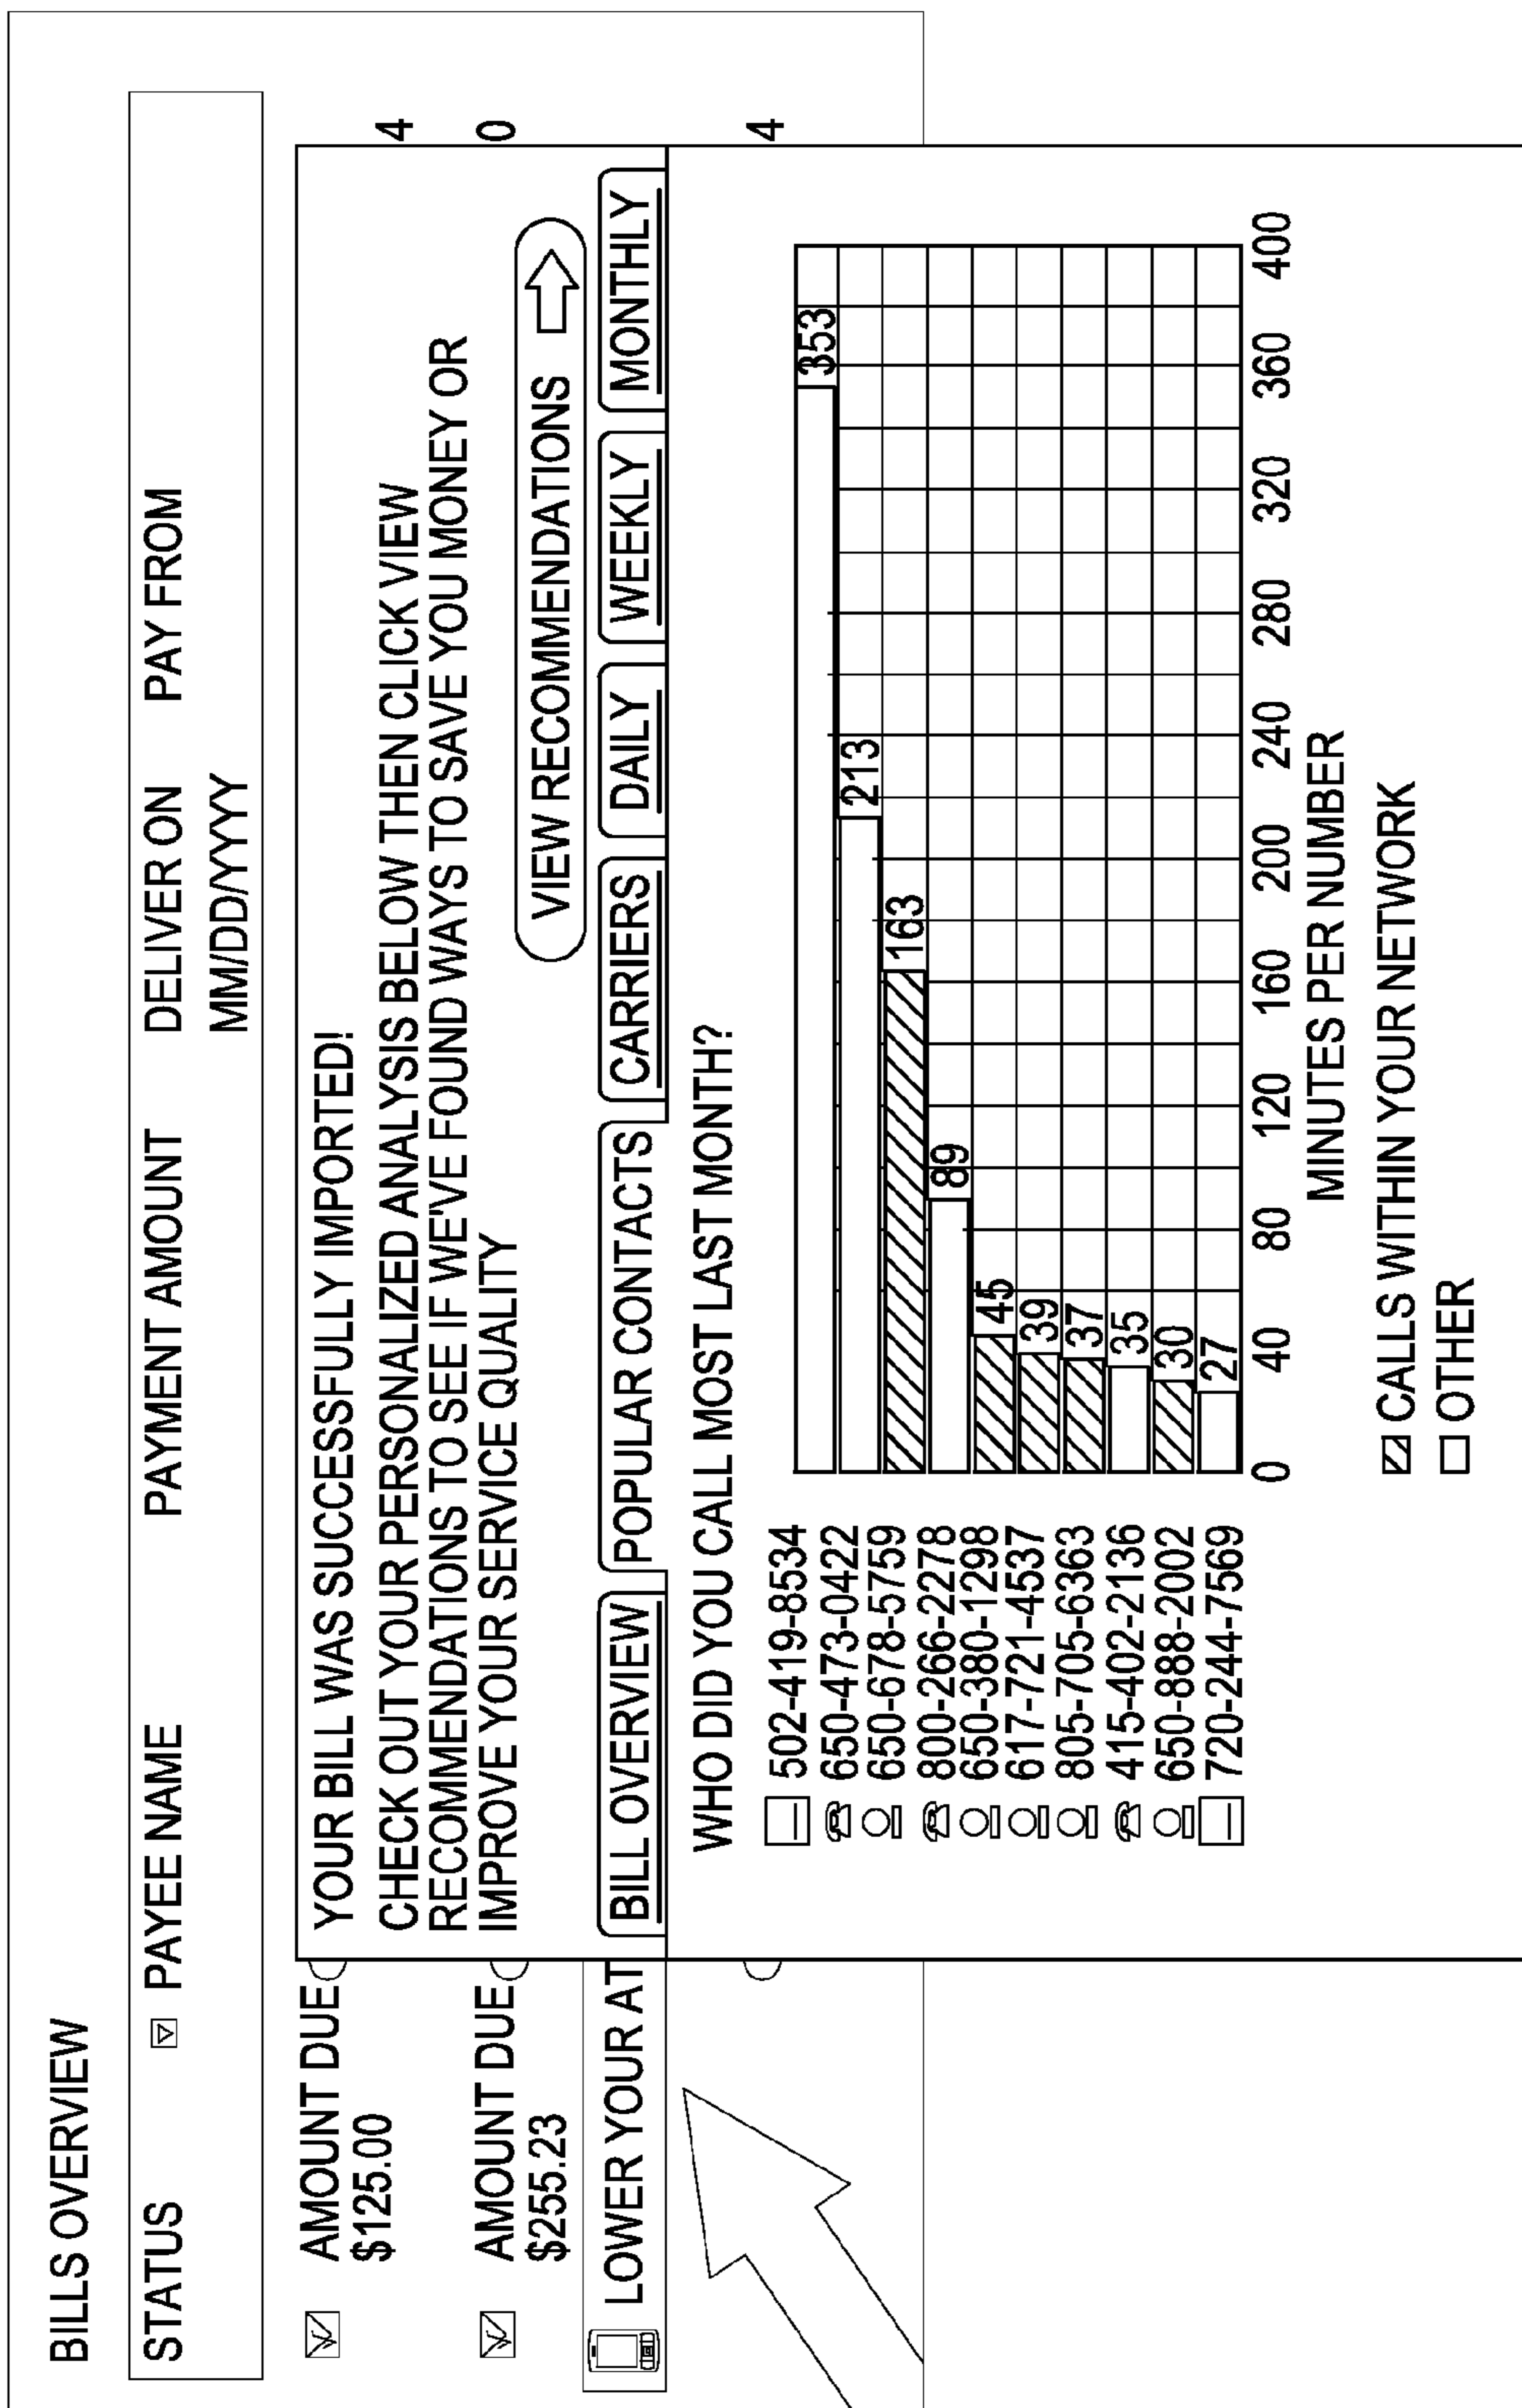 BILLS OVERVIEW
STATUS PAYEE NAME PAYMENT AMOUNT DELIVER ON PAY FROM
MM/DD/YYYY
AMOUNT DUE
$125.00
AMOUNT DUE
$255.23
LOWER YOUR AT
YOUR BILL WAS SUCCESSFULLY IMPORTED!
CHECK OUT YOUR PERSONALIZED ANALYSIS BELOW THEN CLICK VIEW
RECOMMENDATIONS TO SEE IF WE'VE FOUND WAYS TO SAVE YOU MONEY OR
IMPROVE YOUR SERVICE QUALITY
VIEW RECOMMENDATIONS
BILL OVERVIEW POPULAR CONTACTS CARRIERS DAILY WEEKLY MONTHLY
WHO DID YOU CALL MOST LAST MONTH?
502-419-8534 353
650-473-0422 213
650-678-5759 163
800-266-2278 89
650-380-1298 45
617-721-4537 39
805-705-6363 37
415-402-2136 35
650-888-2002 30
720-244-7569 27
0 40 80 120 160 200 240 280 320 360 400
MINUTES PER NUMBER
CALLS WITHIN YOUR NETWORK
OTHER
4
0
4